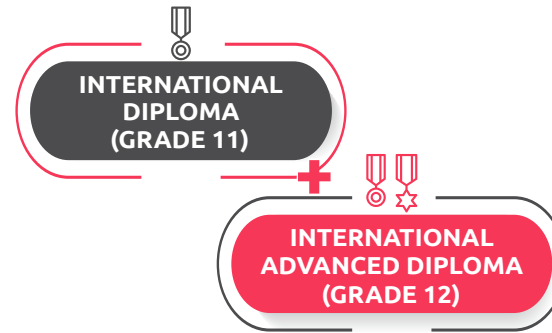 INTERNATIONAL
DIPLOMA
(GRADE 11)
INTERNATIONAL
ADVANCED DIPLOMA
(GRADE 12)